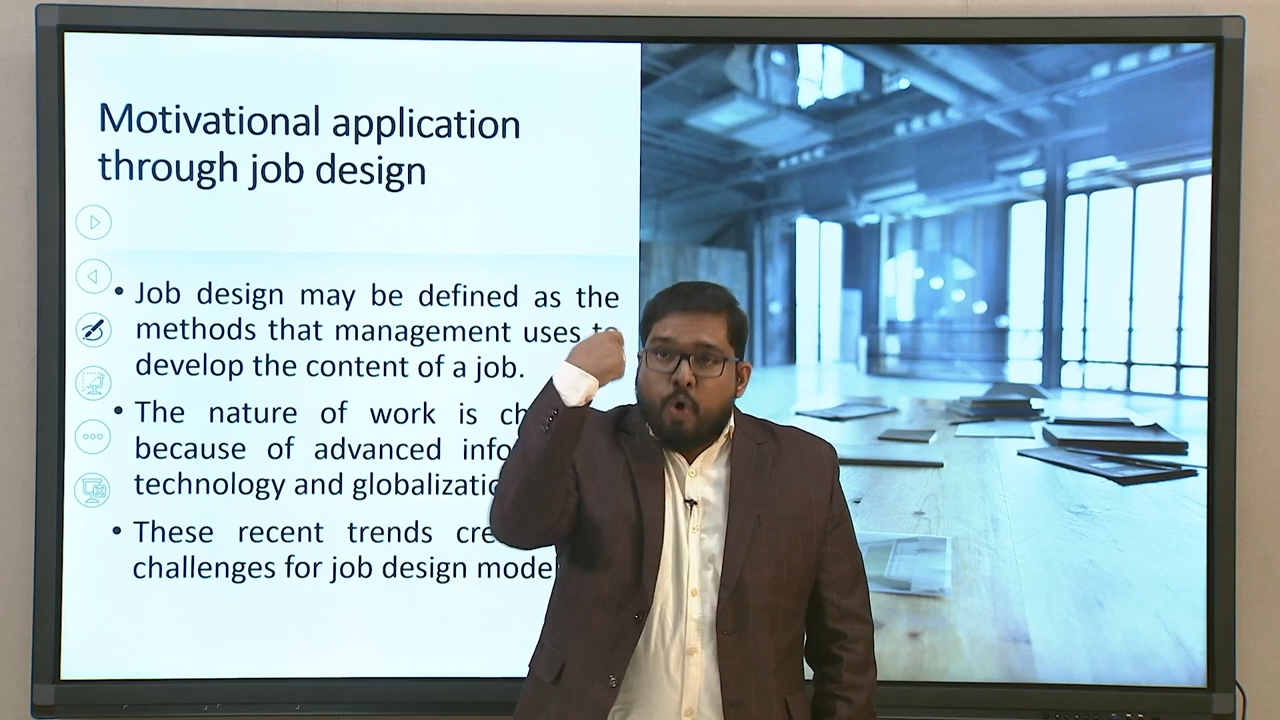 Motivational application
through job design
• Job design may be defined as the
methods that management uses
develop the content of a job.
• The nature of work is
because of advanced
technology and
• These recent trends
challenges for job design